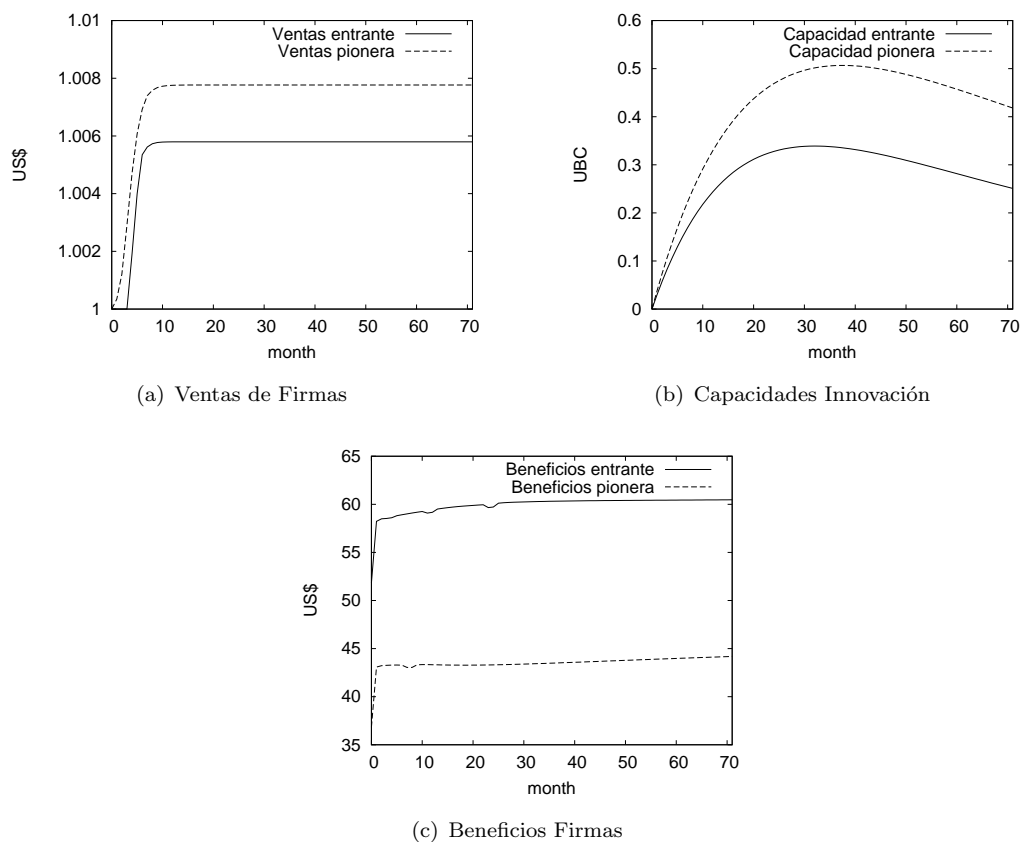 1.01
1.008
1.006
1.004
1.002
1
US$
0 10 20 30 40 50 60 70
month
Ventas entrante
Ventas pionera
(a) Ventas de Firmas
0.6
0.5
0.4
0.3
0.2
0.1
0
UBC
0 10 20 30 40 50 60 70
month
Capacidad entrante
Capacidad pionera
(b) Capacidades Innovación
65
60
55
50
45
40
35
US$
0 10 20 30 40 50 60 70
month
Beneficios entrante
Beneficios pionera
(c) Beneficios Firmas